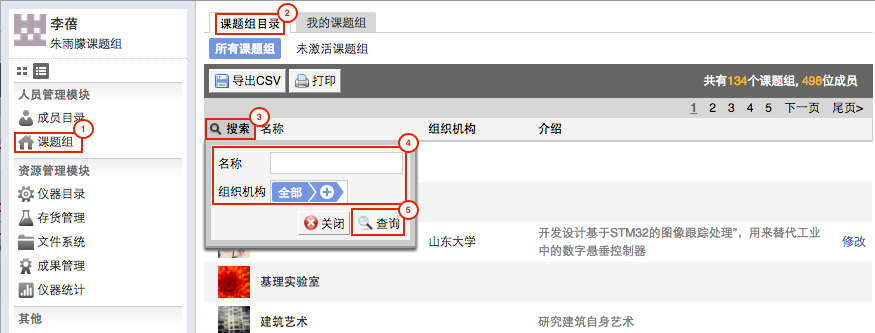 李蓓
朱雨朦课题组
人员管理模块
成员目录
1
课题组
资源管理模块
仪器目录
存货管理
文件系统
成果管理
仪器统计
其他
课题组目录 2 我的课题组
所有课题组 未激活课题组
导出CSV 打印 共有134个课题组, 498位成员
1 2 3 4 5 下一页 尾页>
3
搜索 名称 组织机构 介绍
4
名称
组织机构 全部
5
关闭 查询
山东大学 开发设计基于STM32的图像跟踪处理”，用来替代工业 修改
中的数字悬垂控制器
基理实验室
建筑艺术 研究建筑自身艺术